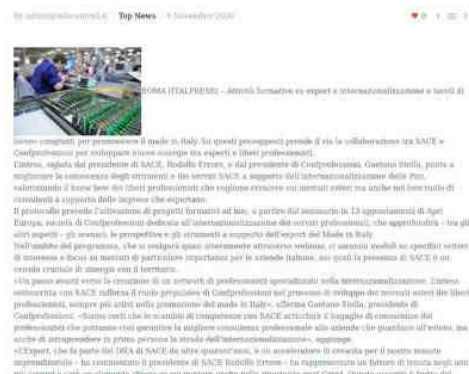 Top News 9 Novembre 2020
ROMA (ITALPRESS) – Attività formative su export e internazionalizzazione e tavoli di
lavoro congiunti per promuovere il made in Italy. Su questi presupposti prende il via la collaborazione tra SACE e
Confprofessioni per sviluppare nuove sinergie tra esperti e liberi professionisti.
L'intesa, siglata dal presidente di SACE, Rodolfo Errore, e dal presidente di Confprofessioni, Gaetano Stella, punta a
migliorare la conoscenza degli strumenti e dei servizi SACE a supporto dell'internazionalizzazione delle Pmi,
valorizzando il know how dei liberi professionisti che vogliono crescere sui mercati esteri ma anche nel loro ruolo di
consulenti a supporto delle imprese che esportano.
Il protocollo prevede l'attivazione di progetti formativi ad hoc, a partire dal seminario in 13 appuntamenti di Apri
Europa, società di Confprofessioni dedicata all'internazionalizzazione dei servizi professionali, che approfondirà – tra gli
altri aspetti – gli scenari, le prospettive e gli strumenti a supporto dell'export del Made in Italy.
Nell'ambito del programma, che si svolgerà quasi interamente attraverso webinar, ci saranno moduli su specifici settori
di interesse e focus su mercati di particolare importanza per le aziende italiane, nei quali la presenza di SACE è un
veicolo cruciale di sinergie con il territorio.
«Un passo avanti verso la creazione di un network di professionisti specializzato nella internazionalizzazione. L'intesa
sottoscritta con SACE rafforza il ruolo propulsivo di Confprofessioni nel processo di sviluppo dei mercati esteri dei liberi
professionisti, sempre più attivi nella promozione del made in Italy», afferma Gaetano Stella, presidente di
Confprofessioni. «Siamo certi che lo scambio di competenze con SACE arricchirà il bagaglio di conoscenze dei
professionisti che potranno così garantire la migliore consulenza professionale alle aziende che guardano all'estero, ma
anche di intraprendere in prima persona la strada dell'internazionalizzazione», aggiunge.
«L'Export, che fa parte del DNA di SACE da oltre quarant'anni, è un acceleratore di crescita per il nostro tessuto
imprenditoriale – ha commentato il presidente di SACE Rodolfo Errore – ha rappresentato un fattore di tenuta negli anni